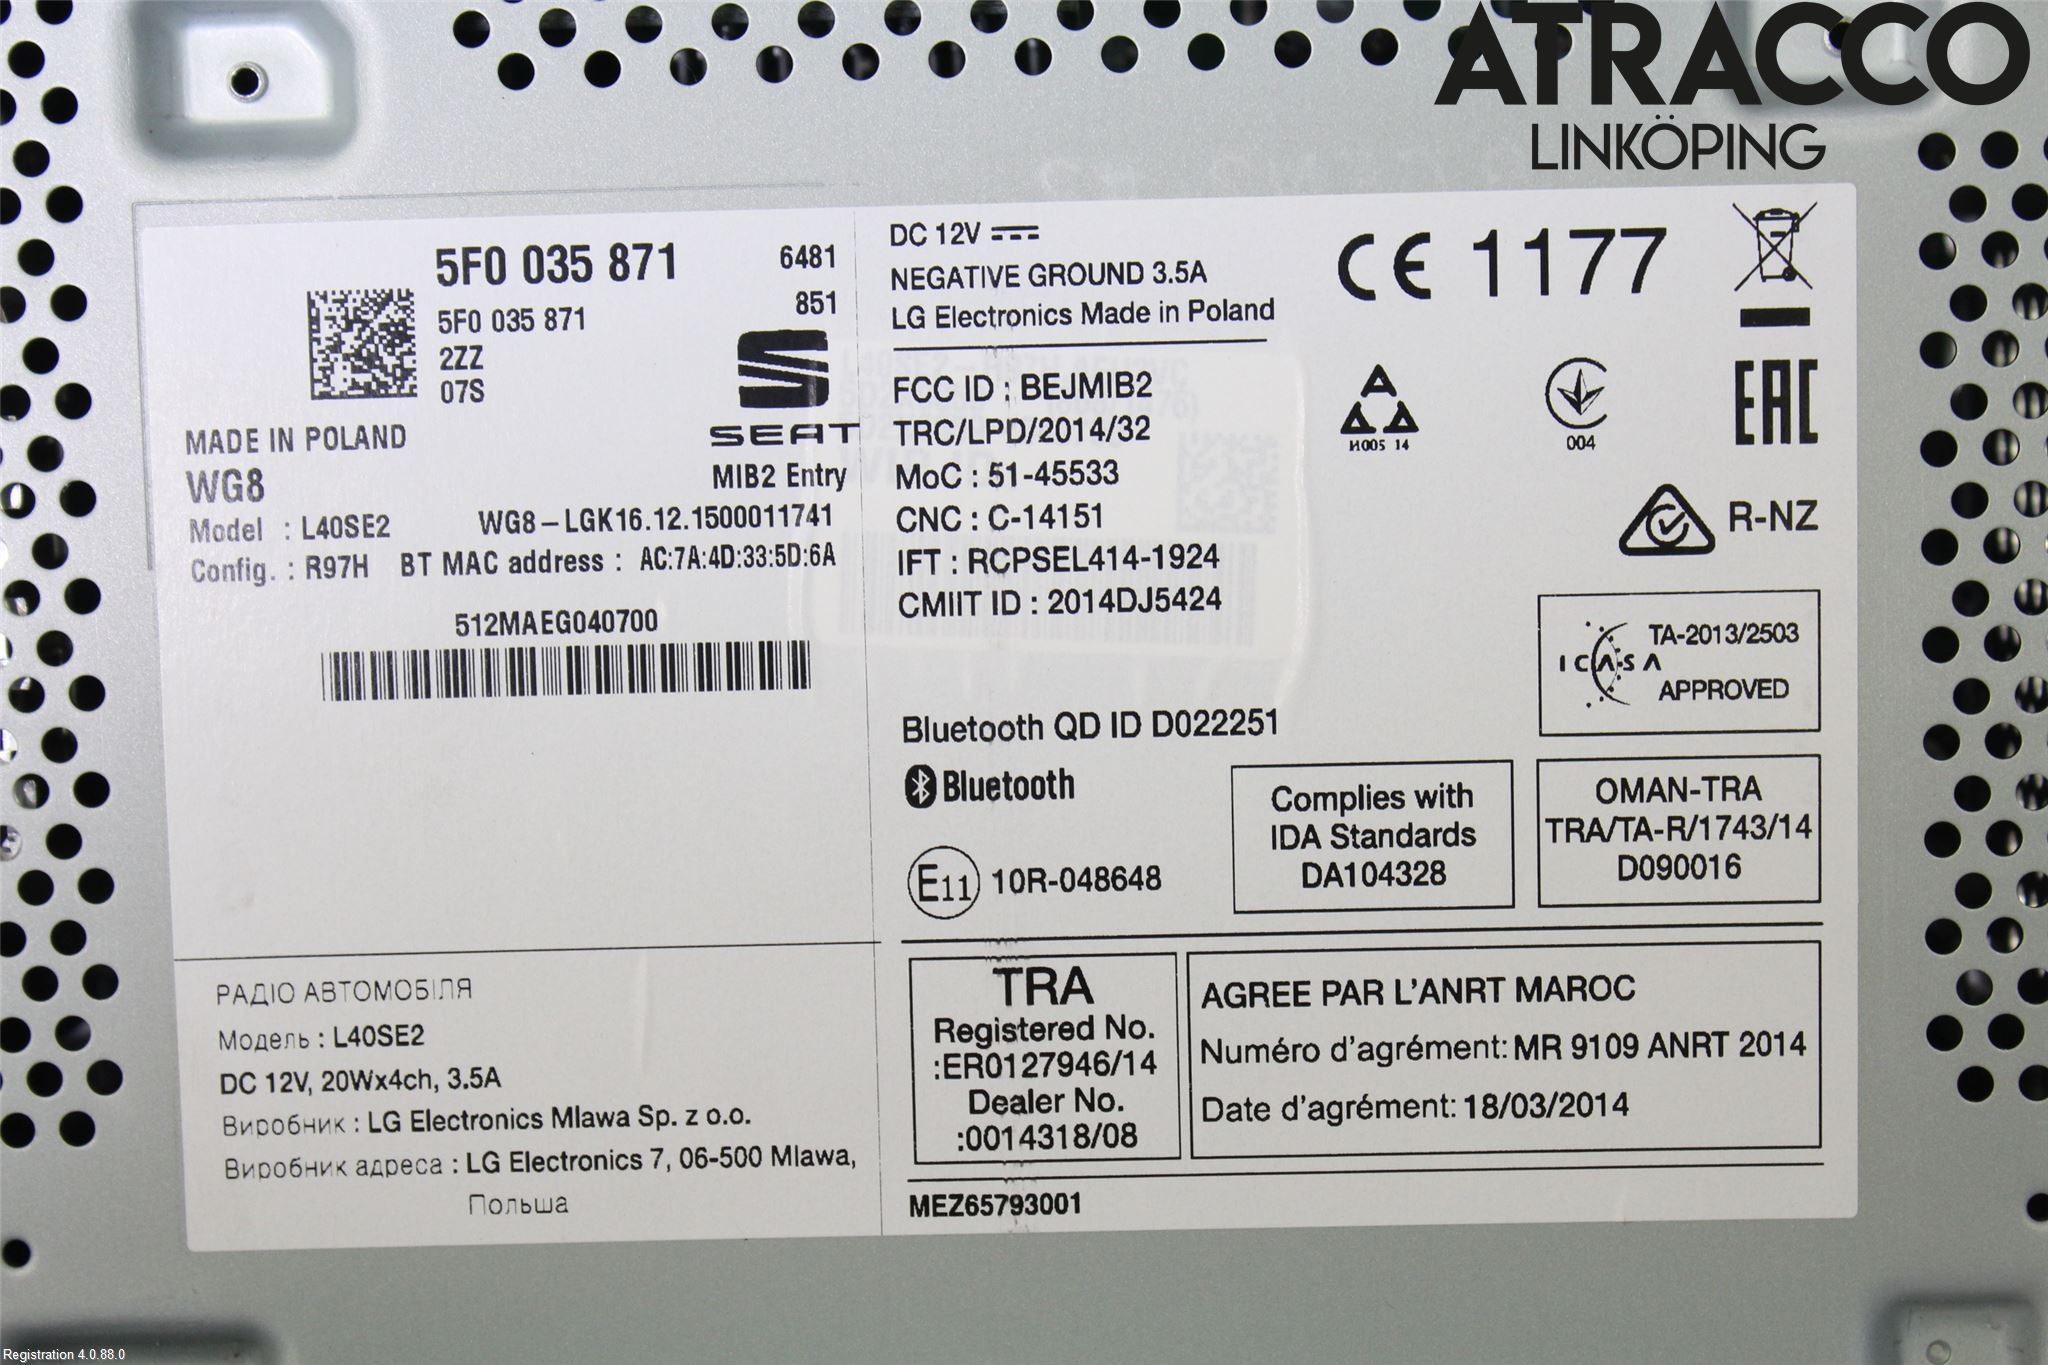 ATRACCO
LINKÖPING
5F0 035 871
6481
5F0 035 871
851
2ZZ
07S
SEAT
MADE IN POLAND
WG8
MIB2 Entry
Model : L40SE2
WG8-LGK16.12.1500011741
Config. : R97H
BT MAC address : AC:7A:4D:33:5D:6A
512MAEG040700
РАДІО АВТОМОБІЛЯ
Модель : L40SE2
DC 12V, 20Wx4ch, 3.5A
Виробник : LG Electronics Mlawa Sp. z o.o.
Виробник адреса : LG Electronics 7, 06-500 Mlawa,
Польша
DC 12V
NEGATIVE GROUND 3.5A
LG Electronics Made in Poland
CE 1177
FCC ID : BEJMIB2
TRC/LPD/2014/32
MoC : 51-45533
CNC : C-14151
IFT : RCPSEL414-1924
CMIIT ID : 2014DJ5424
И005 14
004
EAC
R-NZ
TA-2013/2503
ICASA
APPROVED
Bluetooth QD ID D022251
Bluetooth
E11 10R-048648
Complies with
IDA Standards
DA104328
OMAN-TRA
TRA/TA-R/1743/14
D090016
TRA
Registered No.
:ER0127946/14
Dealer No.
:0014318/08
AGREE PAR L'ANRT MAROC
Numéro d'agrément: MR 9109 ANRT 2014
Date d'agrément: 18/03/2014
MEZ65793001
Registration 4.0.88.0